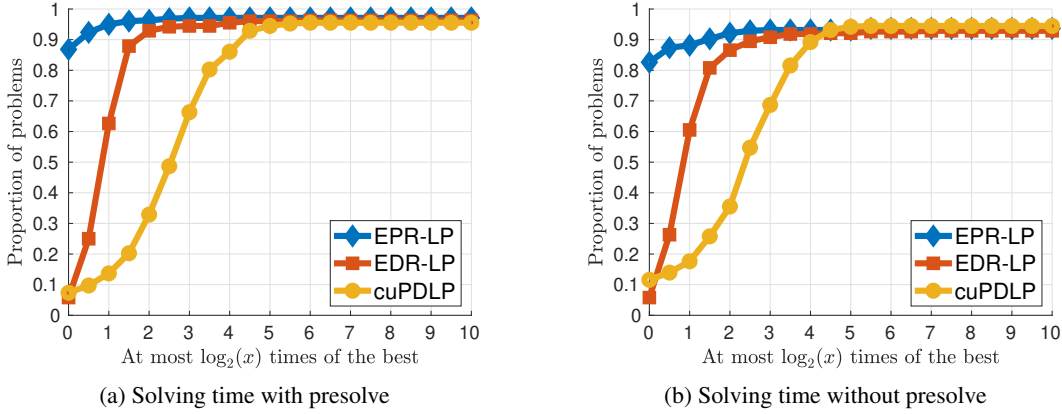 1
0.9
0.8
0.7
0.6
0.5
0.4
0.3
0.2
0.1
0
Proportion of problems
EPR-LP
EDR-LP
cuPDLP
0 1 2 3 4 5 6 7 8 9 10
At most log₂(x) times of the best
(a) Solving time with presolve
1
0.9
0.8
0.7
0.6
0.5
0.4
0.3
0.2
0.1
0
Proportion of problems
EPR-LP
EDR-LP
cuPDLP
0 1 2 3 4 5 6 7 8 9 10
At most log₂(x) times of the best
(b) Solving time without presolve